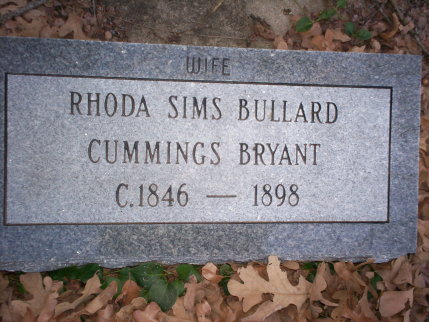 WIFE
RHODA SIMS BULLARD
CUMMINGS BRYANT
C.1846 — 1898